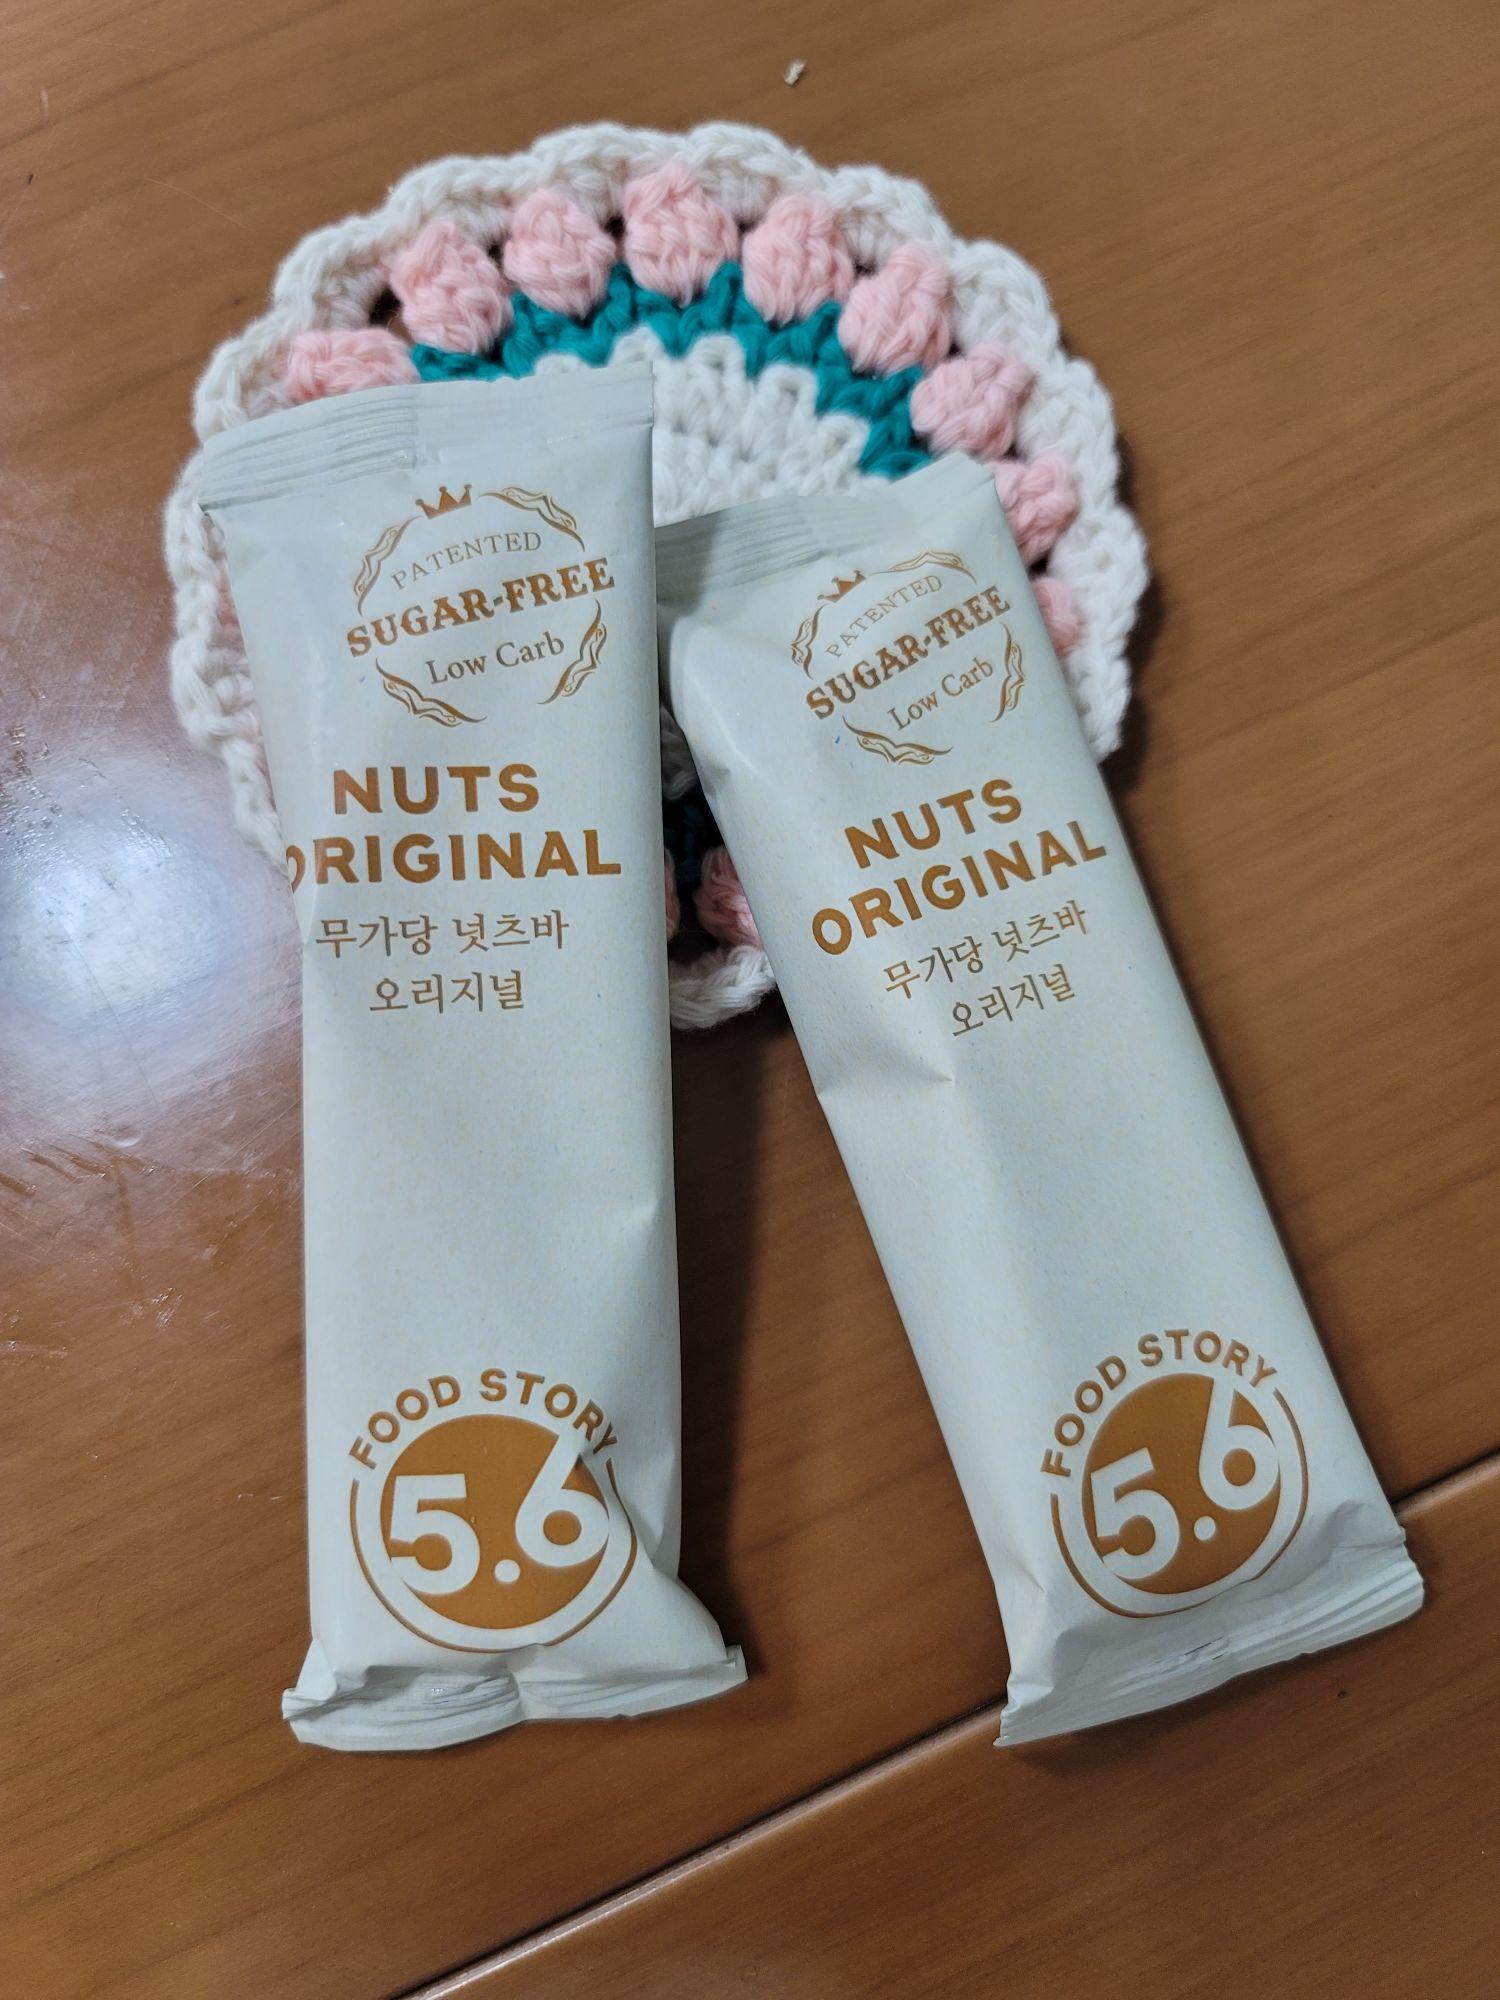 PATENTED
SUGAR-FREE
Low Carb
NUTS
ORIGINAL
무가당 넛츠바
오리지널
FOOD STORY
5.6
PATENTED
SUGAR-FREE
Low Carb
NUTS
ORIGINAL
무가당 넛츠바
오리지널
FOOD STORY
5.6